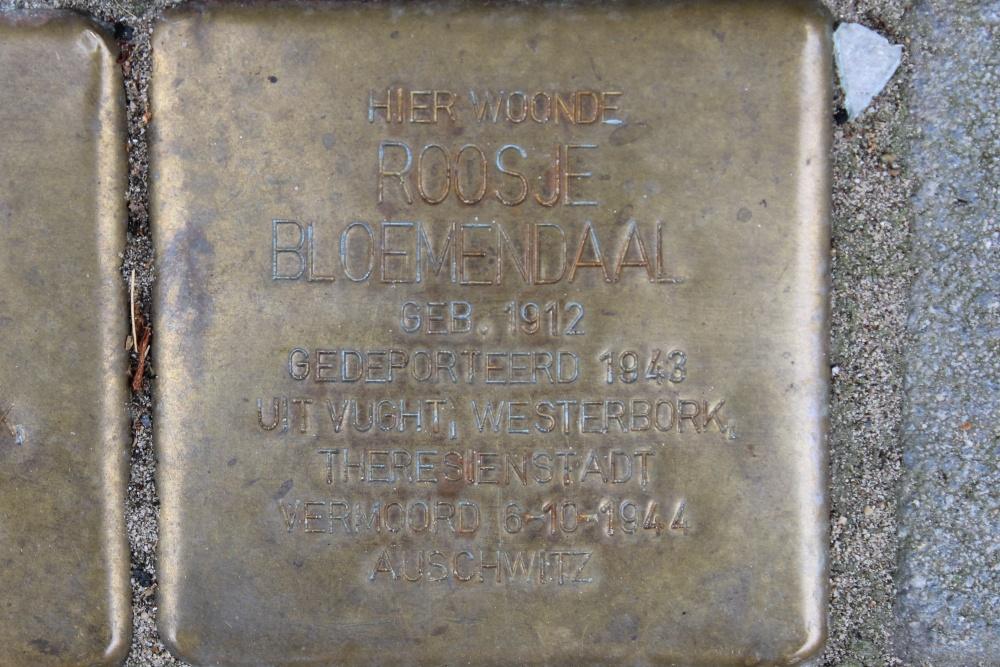 HIER WOONDE
ROOSJE
BLOEMENDAAL
GEB. 1912
GEDEPORTEERD 1943
UIT VUGHT, WESTERBORK,
THERESIENSTADT
VERMOORD 6-10-1944
AUSCHWITZ